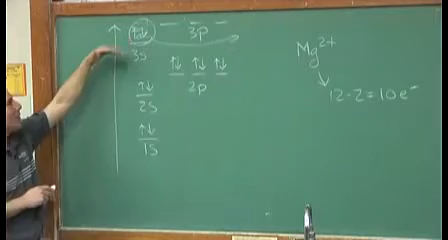 ↑↓ — — —
3p
3s
↑↓ ↑↓ ↑↓
2p
↑↓
2s
↑↓
1s
Mg²⁺
↓
12-2=10e⁻